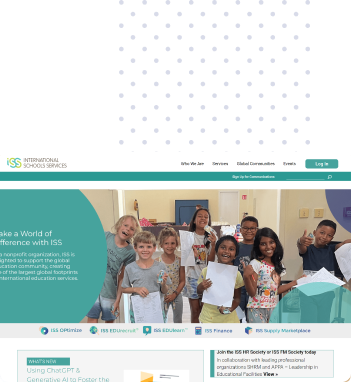 iSS INTERNATIONAL
SCHOOLS SERVICES
Who We Are Services Global Communities Events Log In
Sign Up for Communications
ake a World of
fference with ISS
a nonprofit organization, ISS is
ighted to support the global
ucation community, creating
e of the largest global footprints
international education services.
ISS OPtimize ISS EDUrecruit ISS EDUlearn ISS Finance ISS Supply Marketplace
WHAT'S NEW
Using ChatGPT &
Generative AI to Foster the
Join the ISS HR Society or ISS FM Society today
In collaboration with leading professional
organizations SHRM and APPA – Leadership in
Educational Facilities View »